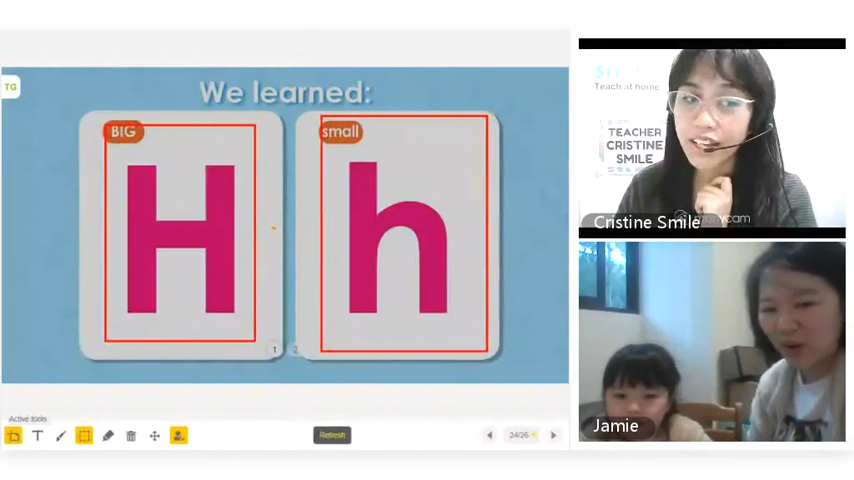 TG
We learned:
BIG
small
H
h
1
2
Teach at home
TEACHER
CRISTINE
SMILE
Cristine Smile
Jamie
Active tools
T
Refresh
24/26